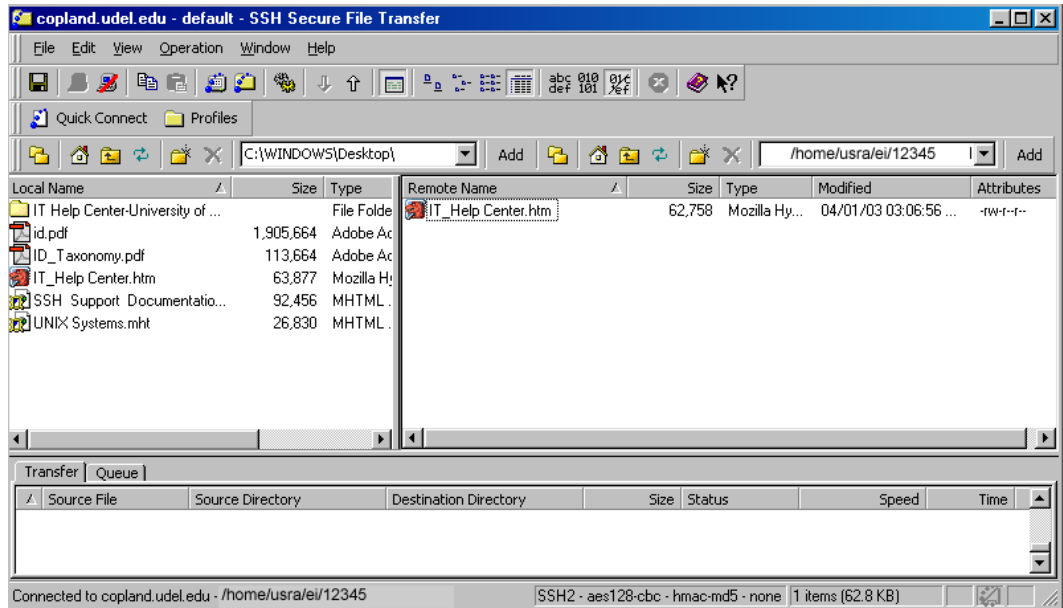 copland.udel.edu - default - SSH Secure File Transfer
File Edit View Operation Window Help
abc def 010 101
Quick Connect Profiles
C:\WINDOWS\Desktop\ Add /home/usra/ei/12345 Add
Local Name Size Type Remote Name Size Type Modified Attributes
IT Help Center-University of ... File Folde IT_Help Center.htm 62,758 Mozilla Hy... 04/01/03 03:06:56 ... -rw-r--r--
id.pdf 1,905,664 Adobe Ac
ID_Taxonomy.pdf 113,664 Adobe Ac
IT_Help Center.htm 63,877 Mozilla Hy
SSH Support Documentatio... 92,456 MHTML .
UNIX Systems.mht 26,830 MHTML .
Transfer Queue
Source File Source Directory Destination Directory Size Status Speed Time
Connected to copland.udel.edu - /home/usra/ei/12345 SSH2 - aes128-cbc - hmac-md5 - none 1 items (62.8 KB)